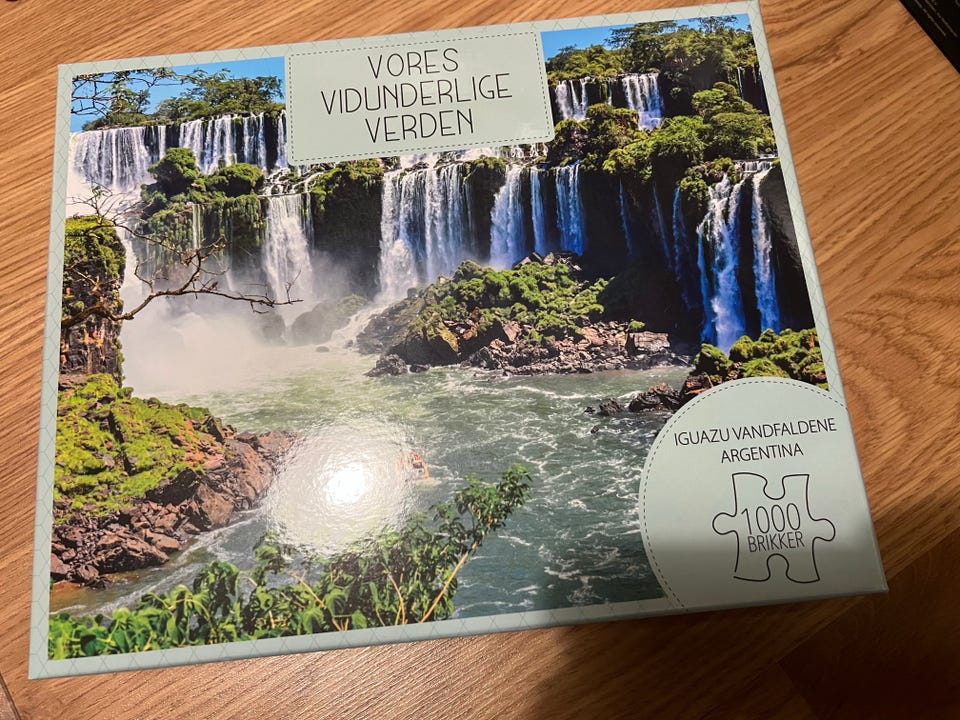 VORES
VIDUNDERLIGE
VERDEN
IGUAZU VANDFALDENE
ARGENTINA
1000
BRIKKER